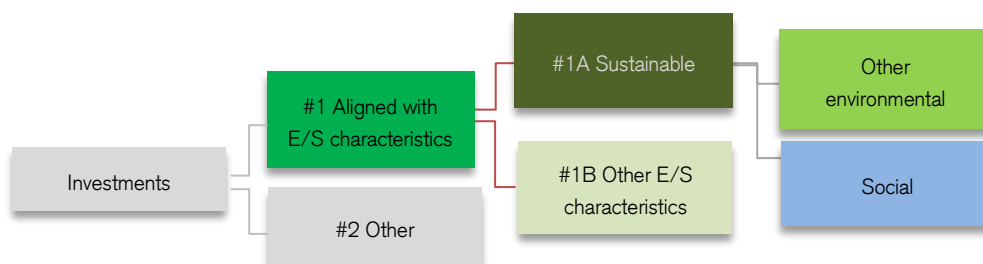 Investments
#1 Aligned with
E/S characteristics
#2 Other
#1A Sustainable
#1B Other E/S
characteristics
Other
environmental
Social